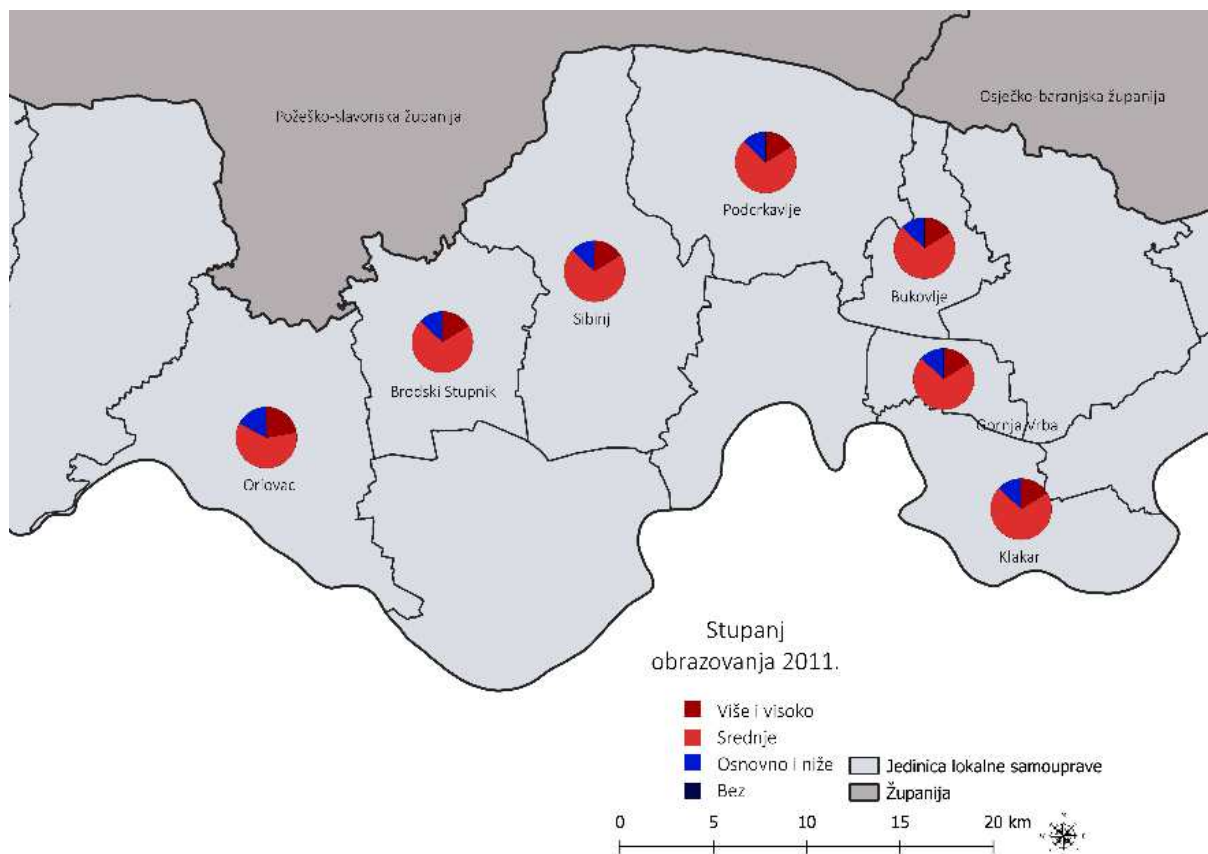 Požeško-slavonska županija
Osječko-baranjska županija
Podcrkavlje
Bukovlje
Sibinj
Brodski Stupnik
Gornja Vrba
Oriovac
Klakar
Stupanj
obrazovanja 2011.
Više i visoko
Srednje
Osnovno i niže
Bez
Jedinica lokalne samouprave
Županija
0 5 10 15 20 km